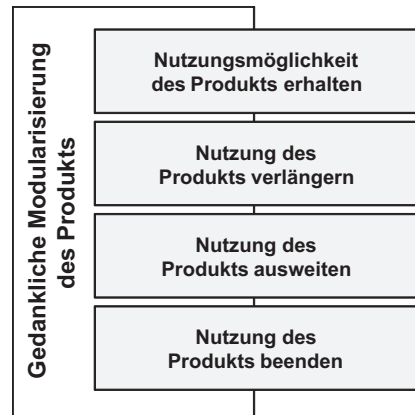 Gedankliche Modularisierung
des Produkts
Nutzungsmöglichkeit
des Produkts erhalten
Nutzung des
Produkts verlängern
Nutzung des
Produkts ausweiten
Nutzung des
Produkts beenden